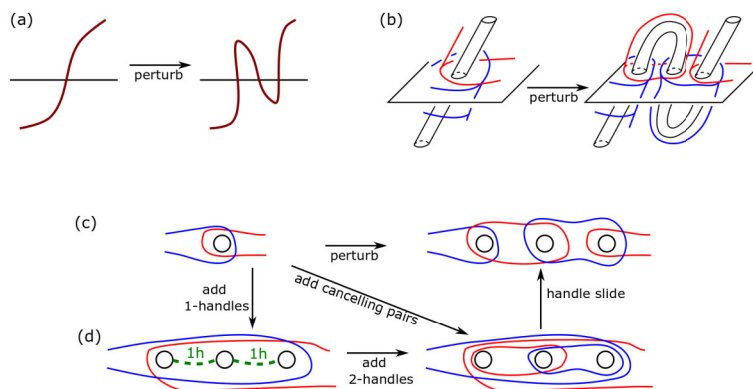 (a)
perturb
(b)
perturb
(c)
perturb
add
1-handles
add cancelling pairs
handle slide
(d)
1h
1h
add
2-handles